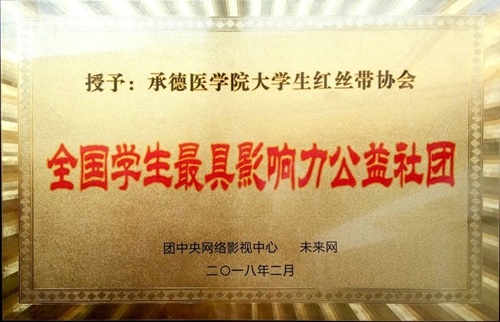 授予：承德医学院大学生红丝带协会
全国学生最具影响力公益社团
团中央网络影视中心 未来网
二〇一八年二月